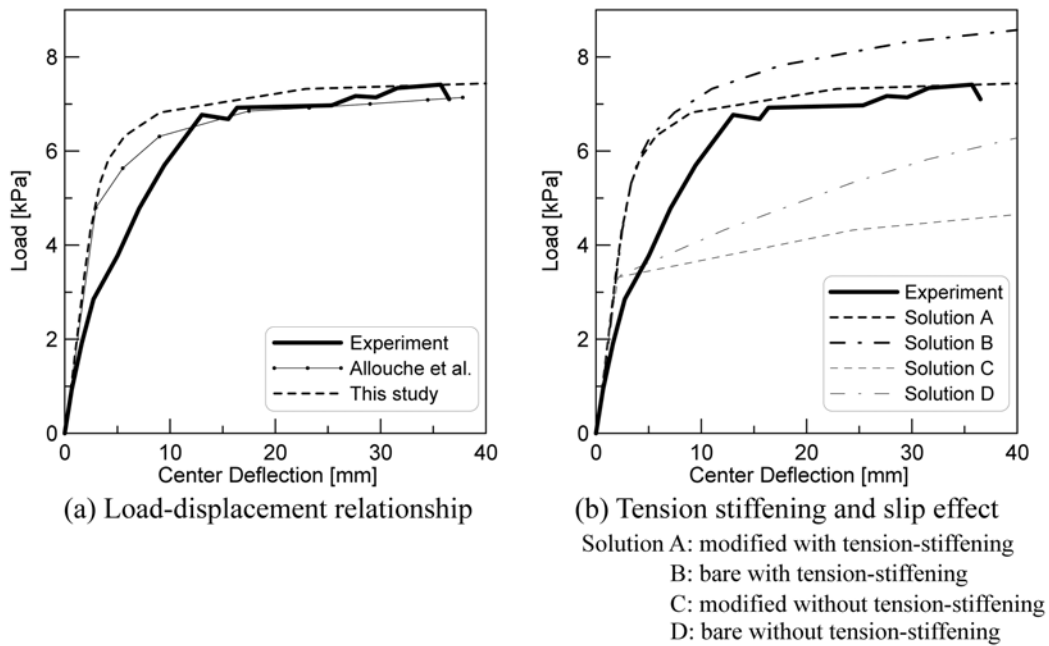 8
6
4
2
0
Load [kPa]
0
10
20
30
40
Center Deflection [mm]
Experiment
Allouche et al.
This study
(a) Load-displacement relationship
8
6
4
2
0
Load [kPa]
0
10
20
30
40
Center Deflection [mm]
Experiment
Solution A
Solution B
Solution C
Solution D
(b) Tension stiffening and slip effect
Solution A: modified with tension-stiffening
B: bare with tension-stiffening
C: modified without tension-stiffening
D: bare without tension-stiffening